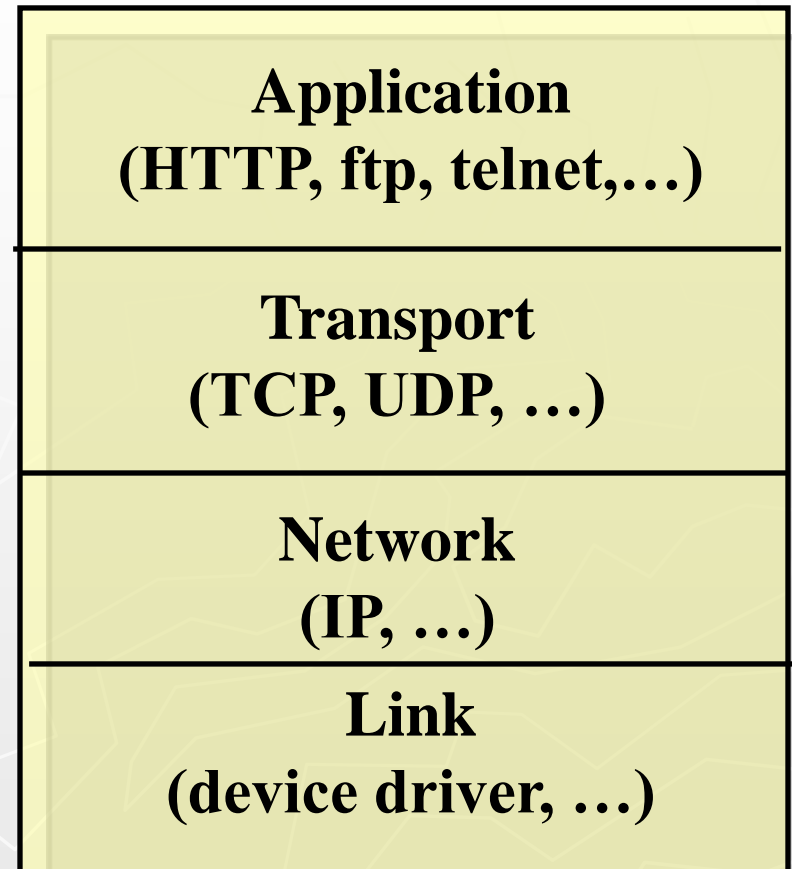 Application
(HTTP, ftp, telnet,…)
Transport
(TCP, UDP, …)
Network
(IP, …)
Link
(device driver, …)